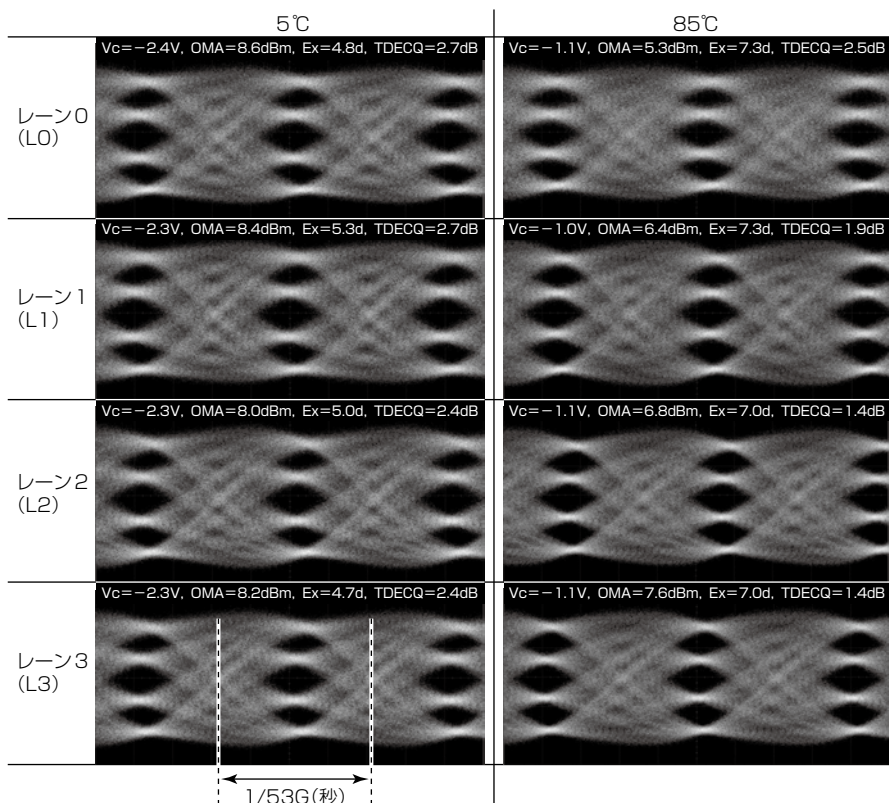 5℃
85℃
レーン0
(L0)
Vc=−2.4V, OMA=8.6dBm, Ex=4.8d, TDECQ=2.7dB
Vc=−1.1V, OMA=5.3dBm, Ex=7.3d, TDECQ=2.5dB
レーン1
(L1)
Vc=−2.3V, OMA=8.4dBm, Ex=5.3d, TDECQ=2.7dB
Vc=−1.0V, OMA=6.4dBm, Ex=7.3d, TDECQ=1.9dB
レーン2
(L2)
Vc=−2.3V, OMA=8.0dBm, Ex=5.0d, TDECQ=2.4dB
Vc=−1.1V, OMA=6.8dBm, Ex=7.0d, TDECQ=1.4dB
レーン3
(L3)
Vc=−2.3V, OMA=8.2dBm, Ex=4.7d, TDECQ=2.4dB
Vc=−1.1V, OMA=7.6dBm, Ex=7.0d, TDECQ=1.4dB
1/53G(秒)